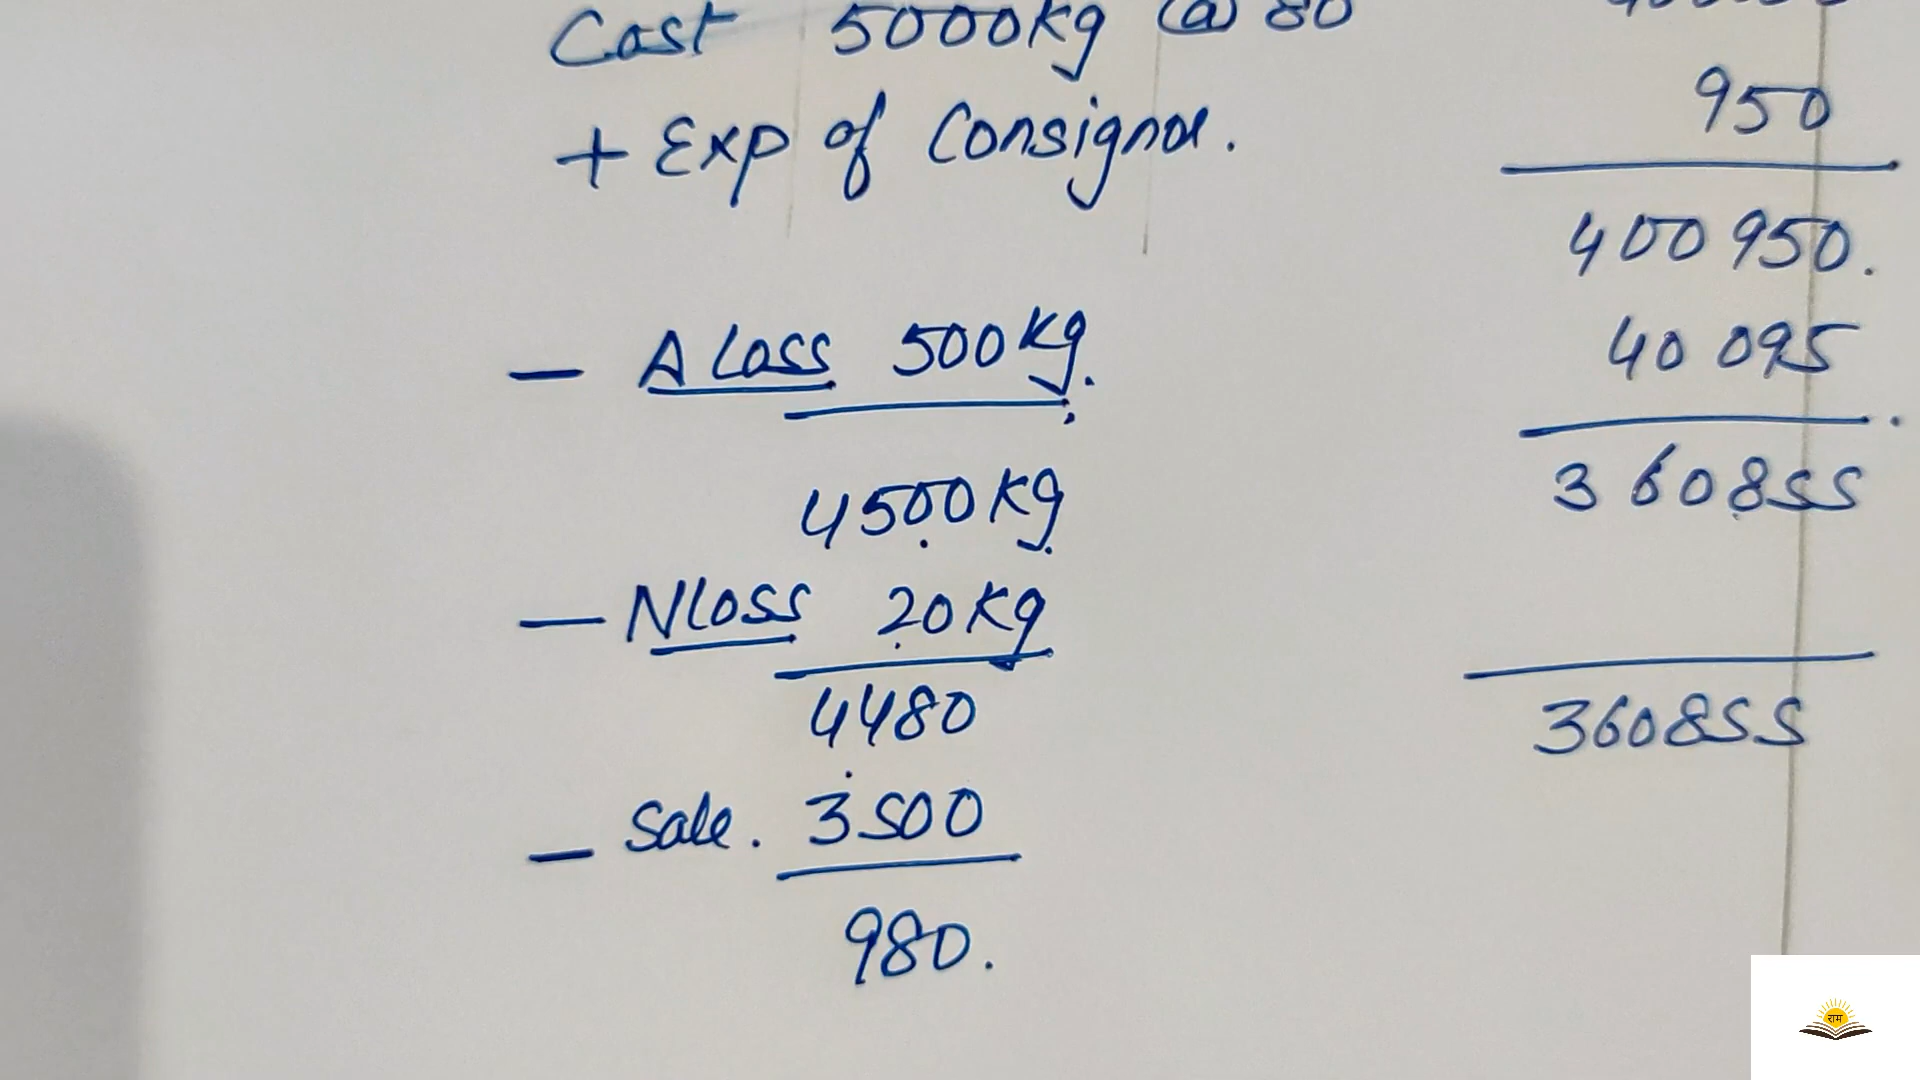 Cost 5000kg @ 80
950
+ Exp of Consignor.
400950.
- A Loss 500kg. 40095
4500kg 360855
- N Loss 20kg
4480 360855
- Sale. 3500
980.
राम